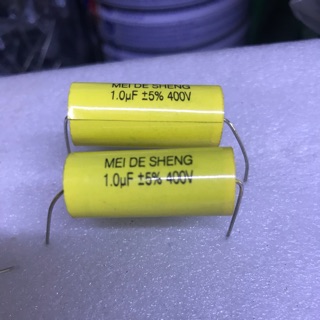 MEI DE SHENG
1.0µF ±5% 400V
MEI DE SHENG
1.0µF ±5% 400V